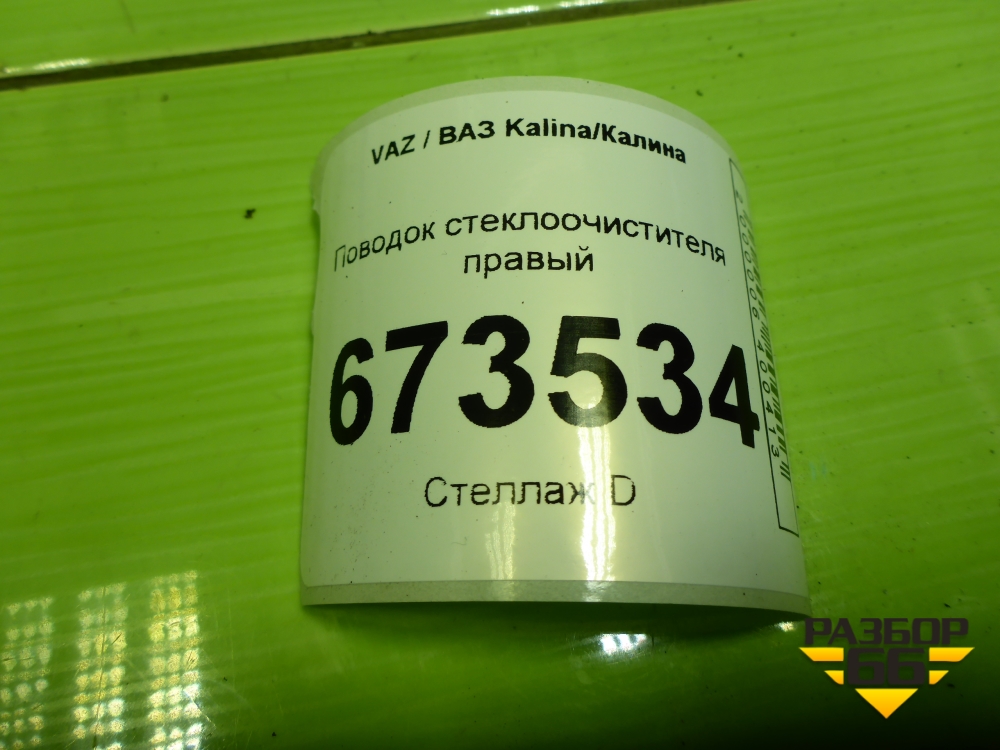 VAZ / ВАЗ Kalina/Калина
Поводок стеклоочистителя
правый
673534
Стеллаж D
РАЗБОР
66